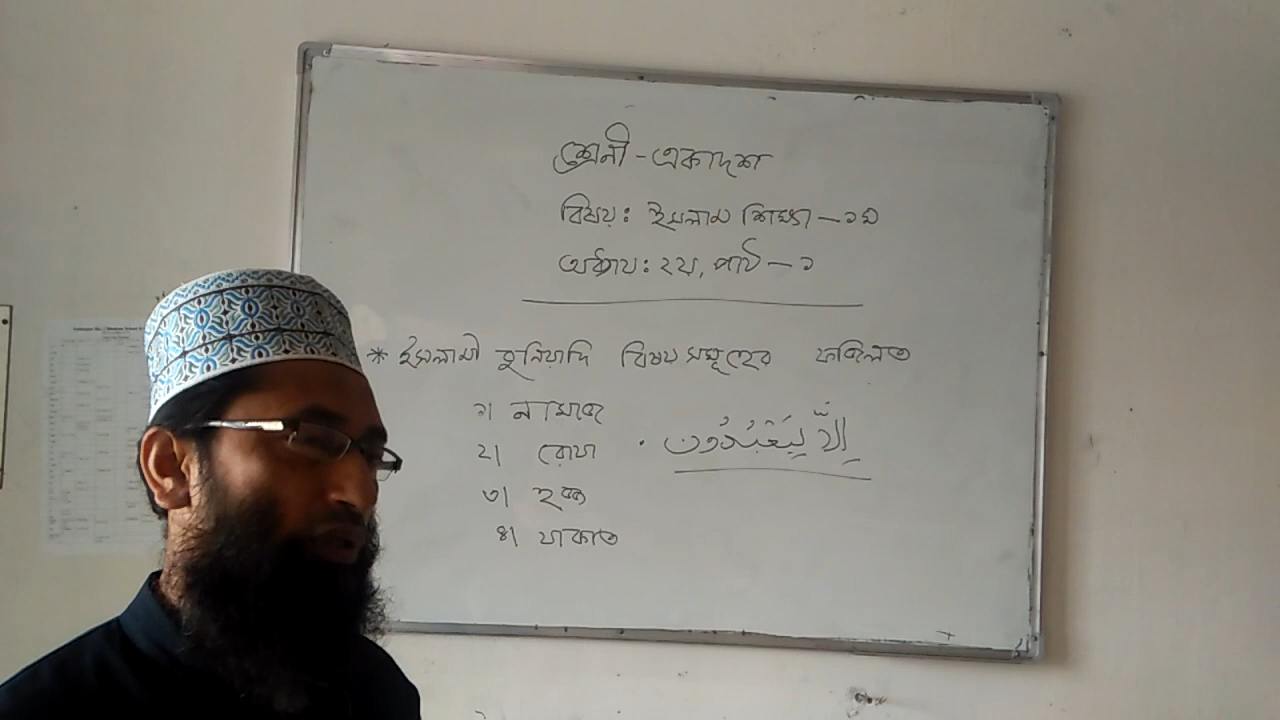 শ্রেনী - একাদশ
বিষয়ঃ ইসলাম শিক্ষা – ১ম
অধ্যায়ঃ ২য়, পাঠ – ১
* ইসলামী বুনিয়াদি বিষয় সমূহের ফজিলত
১। নামাজ
২। রোযা
إِلَّا لِيَعْبُدُونِ
৩। হজ্জ
৪। যাকাত